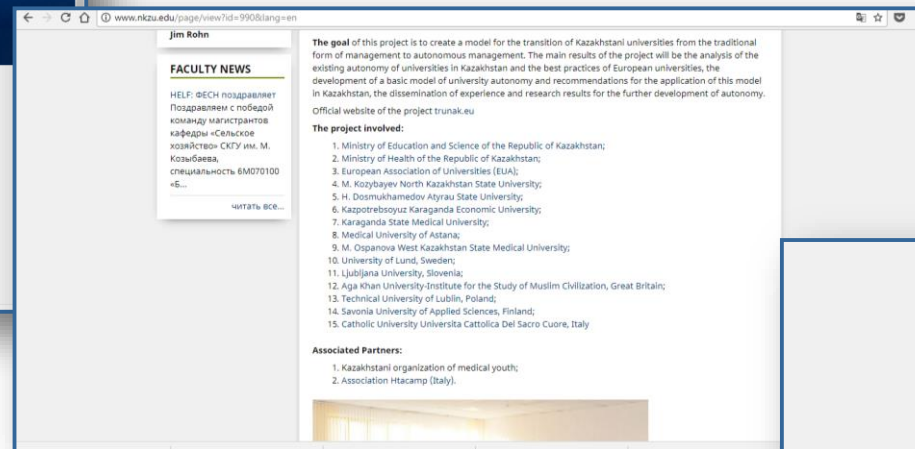 www.nkzu.edu/page/view?id=990&lang=en
Jim Rohn
FACULTY NEWS
HELF: ФЕСН поздравляет
Поздравляем с победой
команду магистрантов
кафедры «Сельское
хозяйство» СКГУ им. М.
Козыбаева,
специальность 6М070100
«Б...
читать все...
The goal of this project is to create a model for the transition of Kazakhstani universities from the traditional
form of management to autonomous management. The main results of the project will be the analysis of the
existing autonomy of universities in Kazakhstan and the best practices of European universities, the
development of a basic model of university autonomy and recommendations for the application of this model
in Kazakhstan, the dissemination of experience and research results for the further development of autonomy.
Official website of the project trunak.eu
The project involved:
1. Ministry of Education and Science of the Republic of Kazakhstan;
2. Ministry of Health of the Republic of Kazakhstan;
3. European Association of Universities (EUA);
4. M. Kozybayev North Kazakhstan State University;
5. H. Dosmukhamedov Atyrau State University;
6. Kazpotrebsoyuz Karaganda Economic University;
7. Karaganda State Medical University;
8. Medical University of Astana;
9. M. Ospanova West Kazakhstan State Medical University;
10. University of Lund, Sweden;
11. Ljubljana University, Slovenia;
12. Aga Khan University-Institute for the Study of Muslim Civilization, Great Britain;
13. Technical University of Lublin, Poland;
14. Savonia University of Applied Sciences, Finland;
15. Catholic University Universita Cattolica Del Sacro Cuore, Italy
Associated Partners:
1. Kazakhstani organization of medical youth;
2. Association Htacamp (Italy).